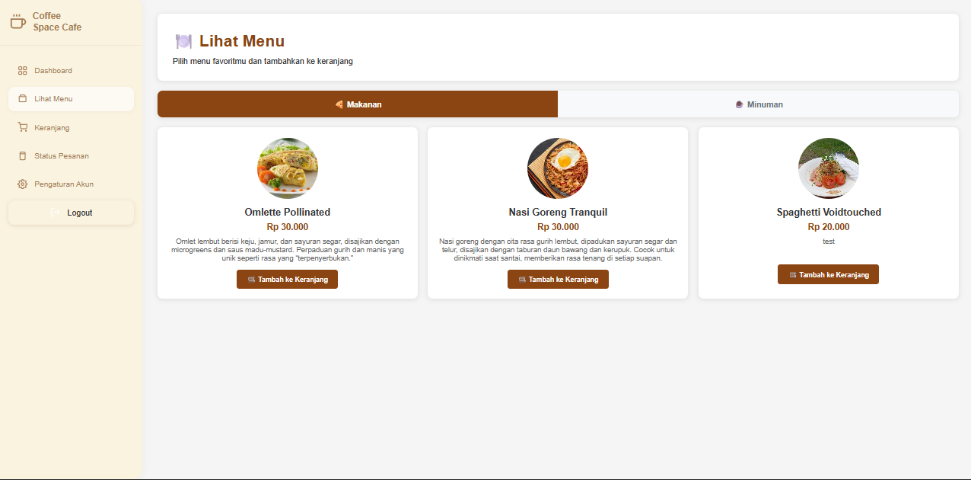 Coffee
Space Cafe
Dashboard
Lihat Menu
Keranjang
Status Pesanan
Pengaturan Akun
Logout
Lihat Menu
Pilih menu favoritmu dan tambahkan ke keranjang
Makanan
Minuman
Omlette Pollinated
Rp 30.000
Omlet lembut berisi keju, jamur, dan sayuran segar, disajikan dengan
microgreens dan saus madu-mustard. Perpaduan gurih dan manis yang
unik seperti rasa yang "terpenyerbukan."
Tambah ke Keranjang
Nasi Goreng Tranquil
Rp 30.000
Nasi goreng dengan cita rasa gurih lembut, dipadukan sayuran segar dan
telur, disajikan dengan taburan daun bawang dan kerupuk. Cocok untuk
dinikmati saat santai, memberikan rasa tenang di setiap suapan.
Tambah ke Keranjang
Spaghetti Voidtouched
Rp 20.000
test
Tambah ke Keranjang